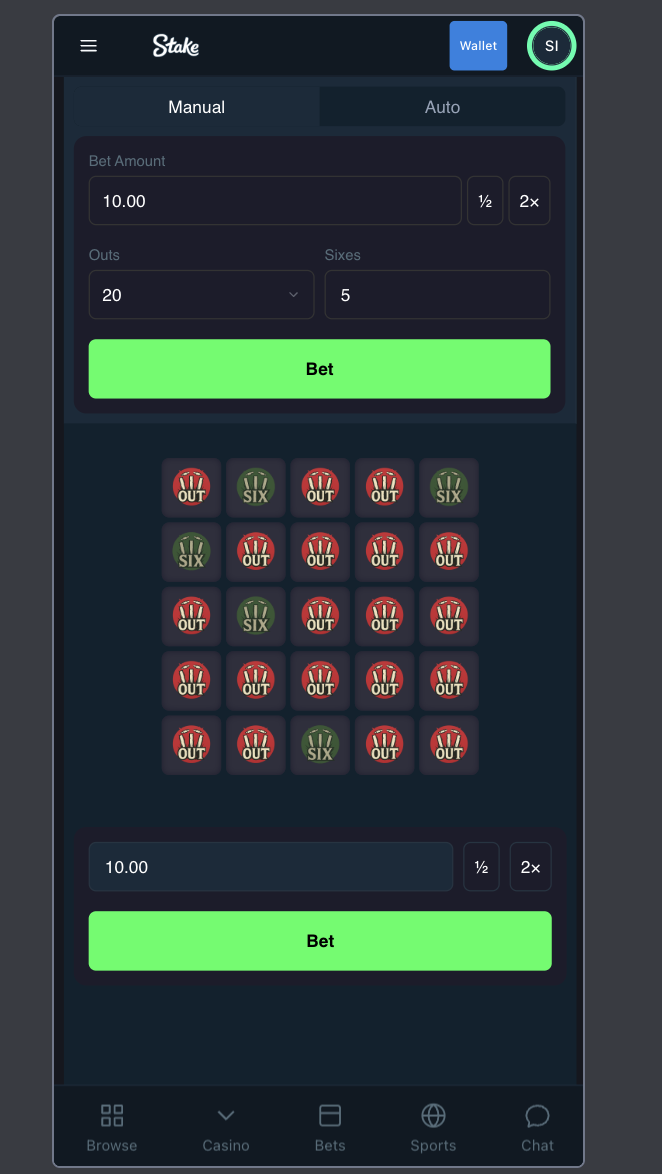 Stake
Wallet
SI
Manual Auto
Bet Amount
10.00 ½ 2×
Outs Sixes
20 5
Bet
OUT SIX OUT OUT SIX
SIX OUT OUT OUT OUT
OUT SIX OUT OUT OUT
OUT OUT OUT OUT OUT
OUT OUT SIX OUT OUT
10.00 ½ 2×
Bet
Browse Casino Bets Sports Chat